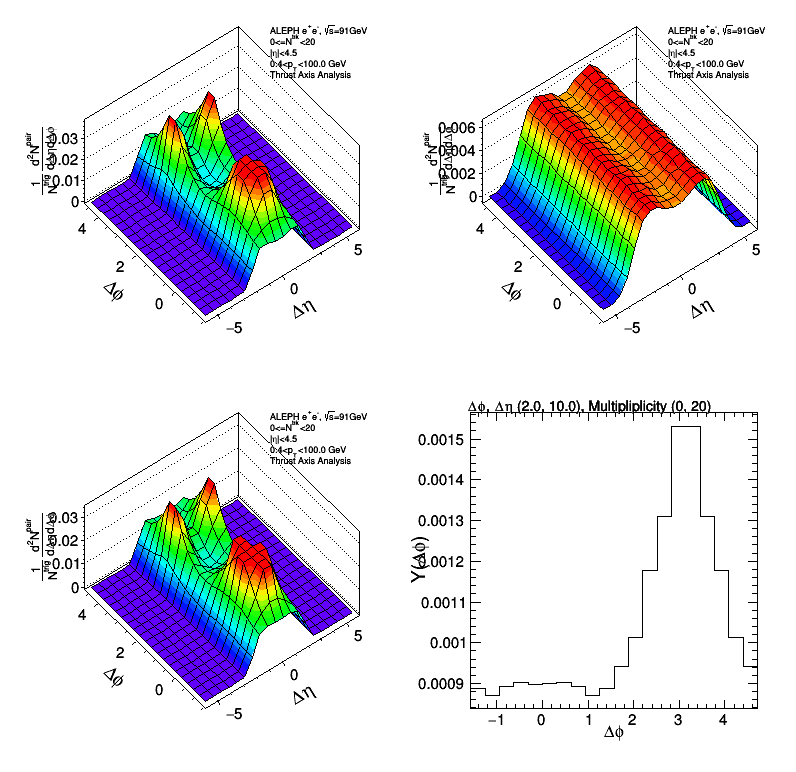 ALEPH e⁺e⁻, √s=91GeV
0<=Nᵗʳᵏ<20
|η|<4.5
0.4<p_T<100.0 GeV
Thrust Axis Analysis
0.03
0.02
0.01
0
4
2
0
Δφ
−5
0
5
Δη
ALEPH e⁺e⁻, √s=91GeV
0<=Nᵗʳᵏ<20
|η|<4.5
0.4<p_T<100.0 GeV
Thrust Axis Analysis
0.006
0.004
0.002
0
4
2
0
Δφ
−5
0
5
Δη
ALEPH e⁺e⁻, √s=91GeV
0<=Nᵗʳᵏ<20
|η|<4.5
0.4<p_T<100.0 GeV
Thrust Axis Analysis
0.03
0.02
0.01
0
4
2
0
Δφ
−5
0
5
Δη
Δφ, Δη (2.0, 10.0), Multipliplicity (0, 20)
Y(Δφ)
0.0015
0.0014
0.0013
0.0012
0.0011
0.001
0.0009
−1 0 1 2 3 4
Δφ